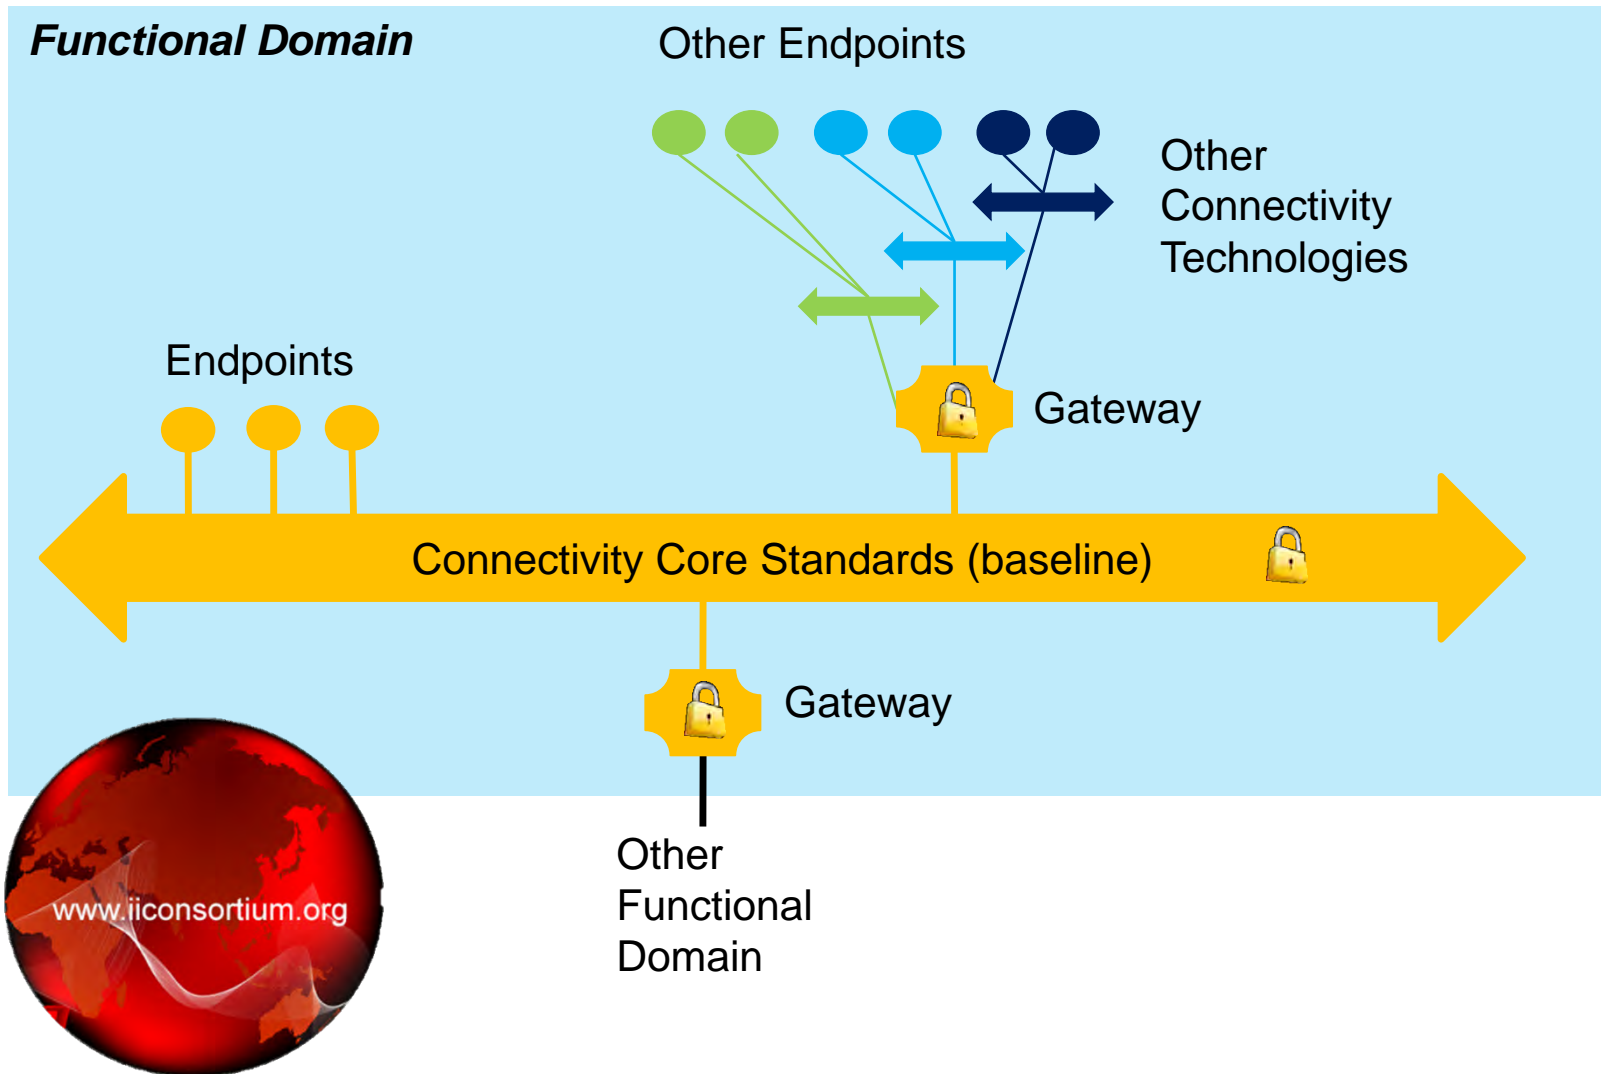 Functional Domain
Other Endpoints
Other
Connectivity
Technologies
Endpoints
Gateway
Connectivity Core Standards (baseline)
Gateway
Other
Functional
Domain
www.iiconsortium.org